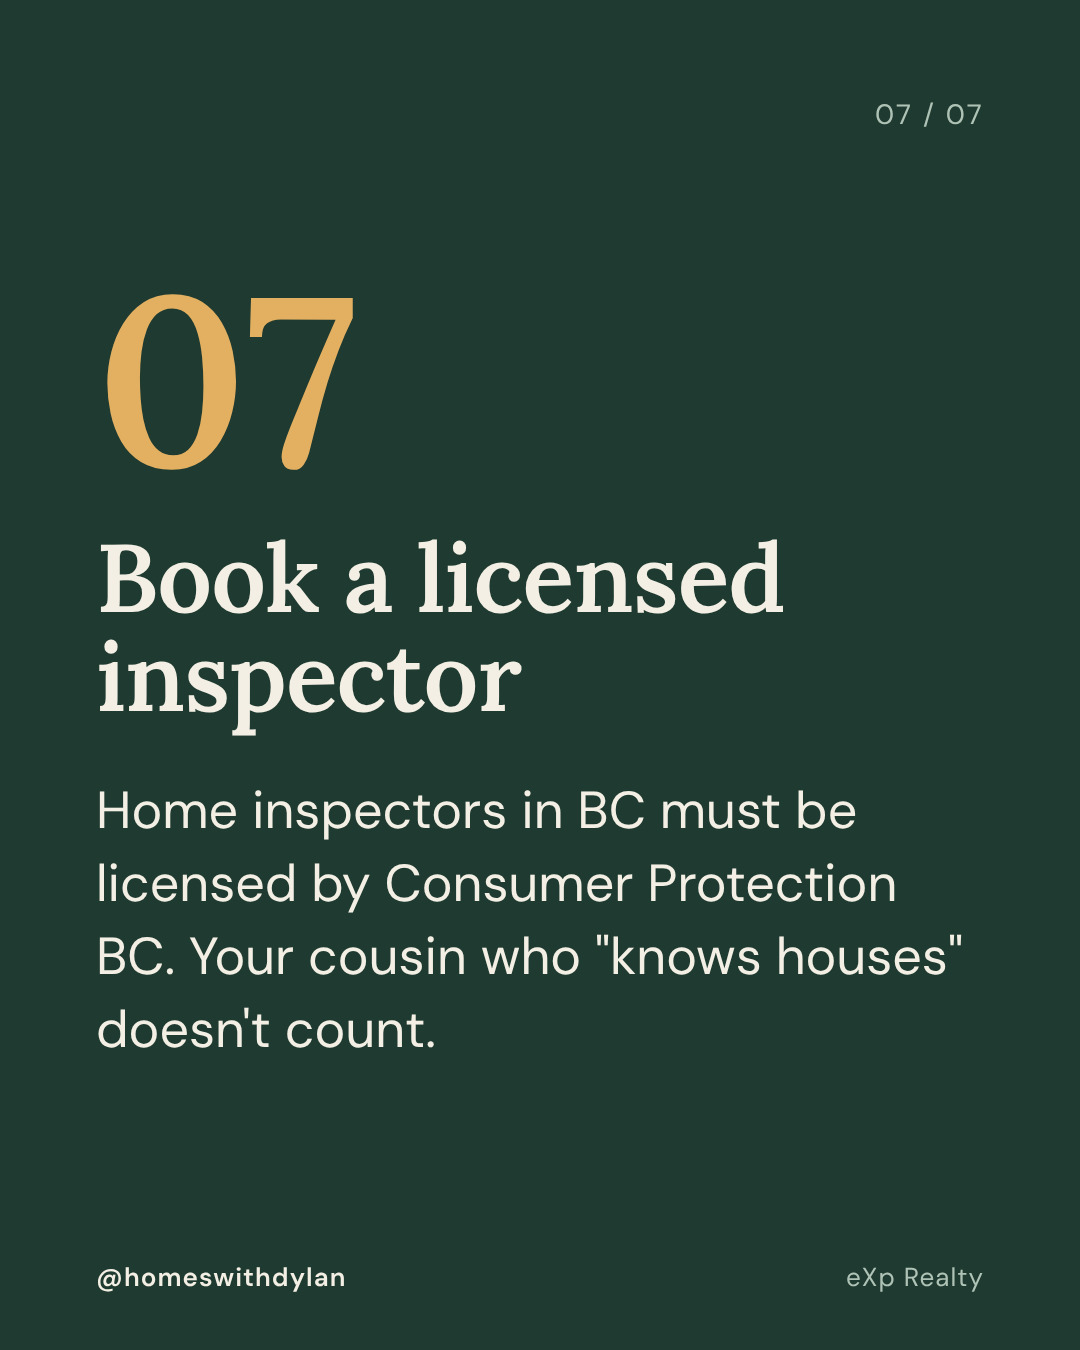 07 / 07
07
Book a licensed
inspector
Home inspectors in BC must be
licensed by Consumer Protection
BC. Your cousin who "knows houses"
doesn't count.
@homeswithdylan
eXp Realty